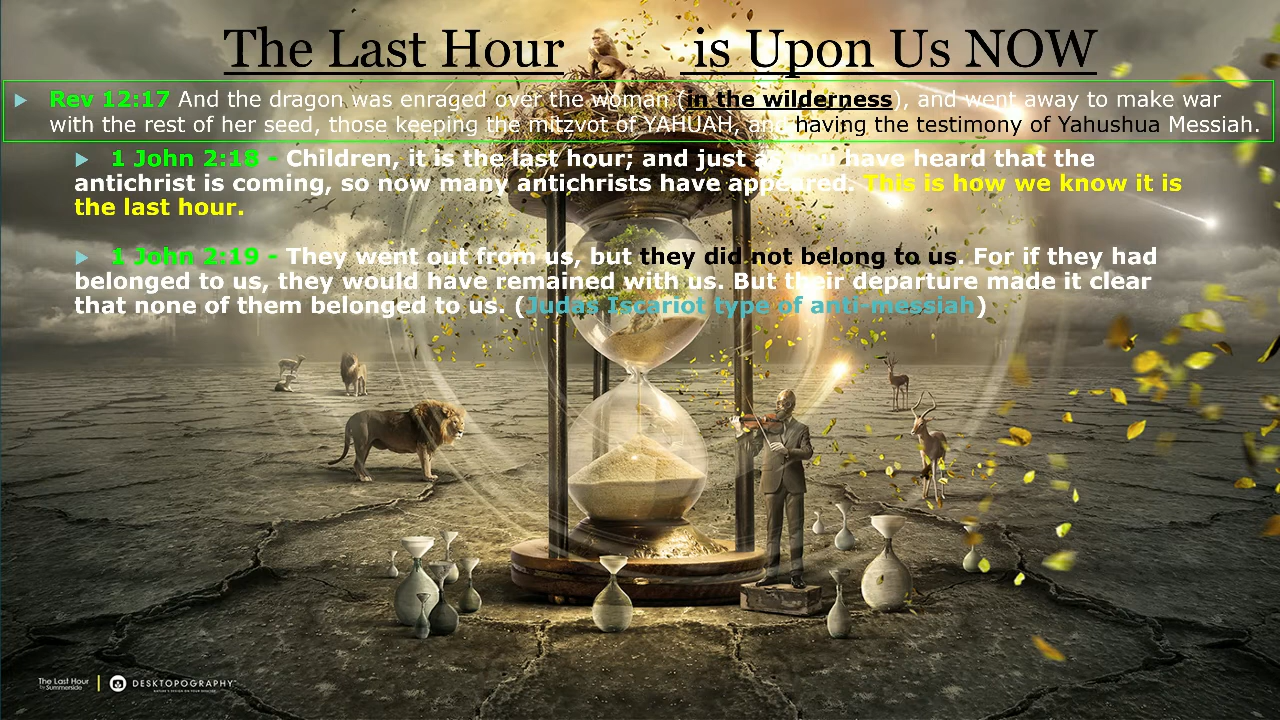 The Last Hour is Upon Us NOW
Rev 12:17 And the dragon was enraged over the woman (in the wilderness), and went away to make war
with the rest of her seed, those keeping the mitzvot of YAHUAH, and having the testimony of Yahushua Messiah.
1 John 2:18 - Children, it is the last hour; and just as you have heard that the
antichrist is coming, so now many antichrists have appeared. This is how we know it is
the last hour.
1 John 2:19 - They went out from us, but they did not belong to us. For if they had
belonged to us, they would have remained with us. But their departure made it clear
that none of them belonged to us. (Judas Iscariot type of anti-messiah)
The Last Hour
by Summerside
DESKTOPOGRAPHY